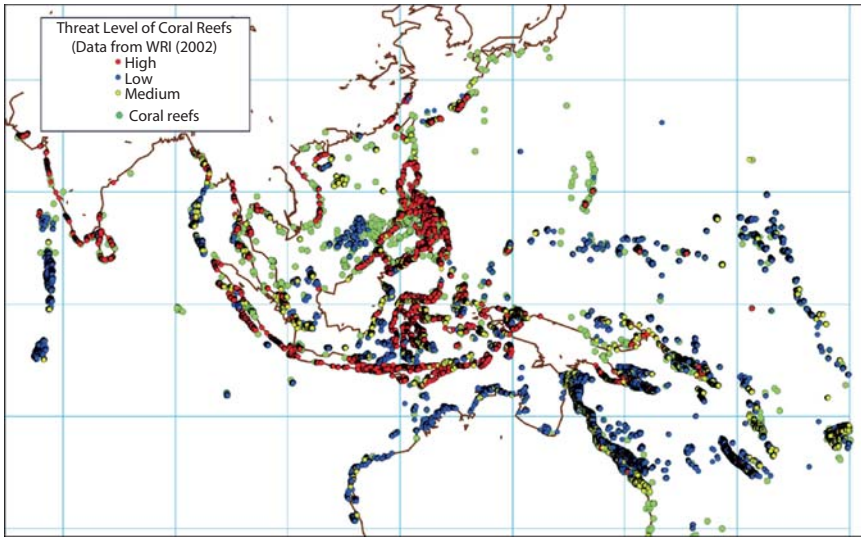 Threat Level of Coral Reefs
(Data from WRI (2002)
High
Low
Medium
Coral reefs